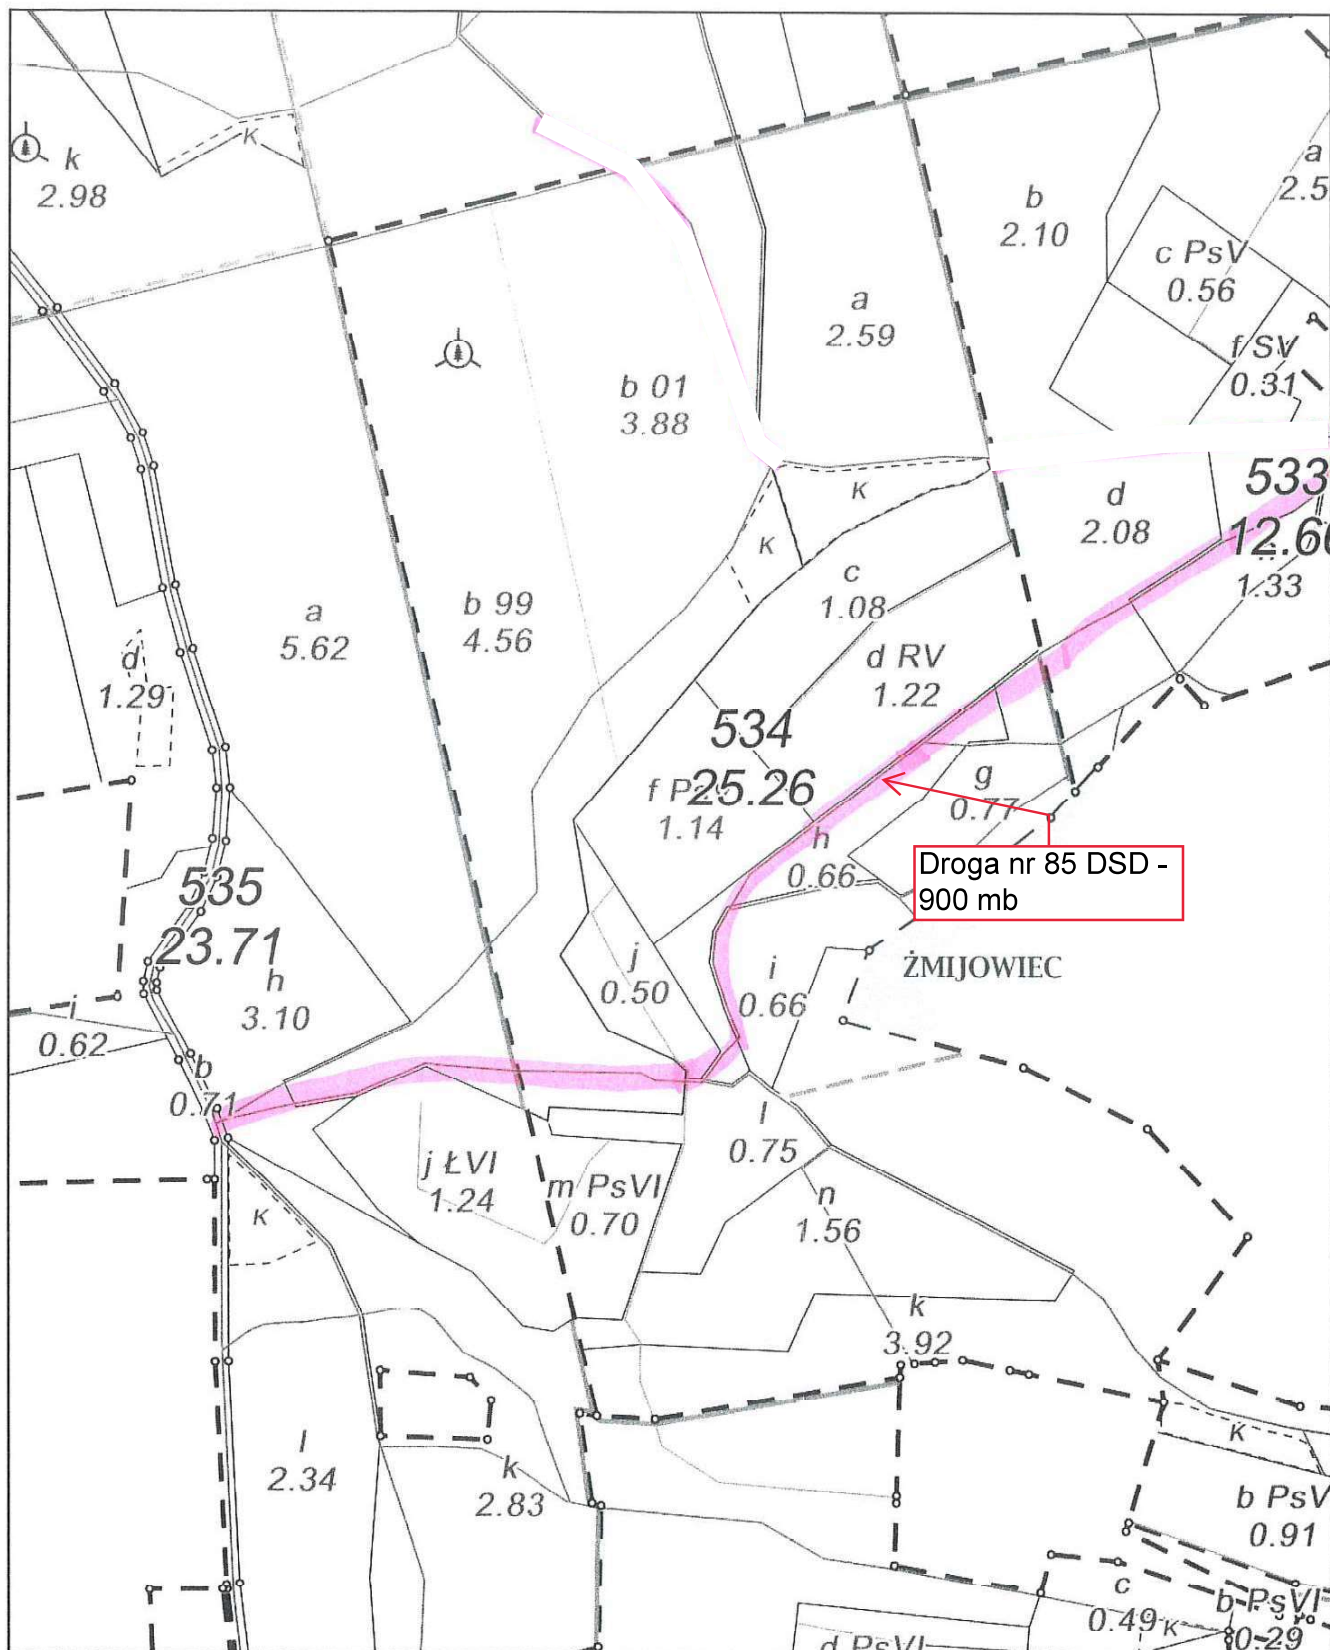 K
k
2.98
a
2.5
b
2.10
c PsV
0.56
a
2.59
f SV
0.31
b 01
3.88
533
K
d
2.08
12.6
K
c
1.08
1.33
a
5.62
b 99
4.56
d
1.29
d RV
1.22
534
25.26
f P
1.14
g
0.77
h
0.66
Droga nr 85 DSD -
900 mb
535
23.71
h
3.10
j
0.50
i
0.66
ŻMIJOWIEC
i
0.62
b
0.71
l
0.75
j ŁVI
1.24
m PsVI
0.70
n
1.56
K
k
3.92
l
2.34
k
2.83
K
b PsV
0.91
c
0.49
K
b PsVI
0.29
d PsVI